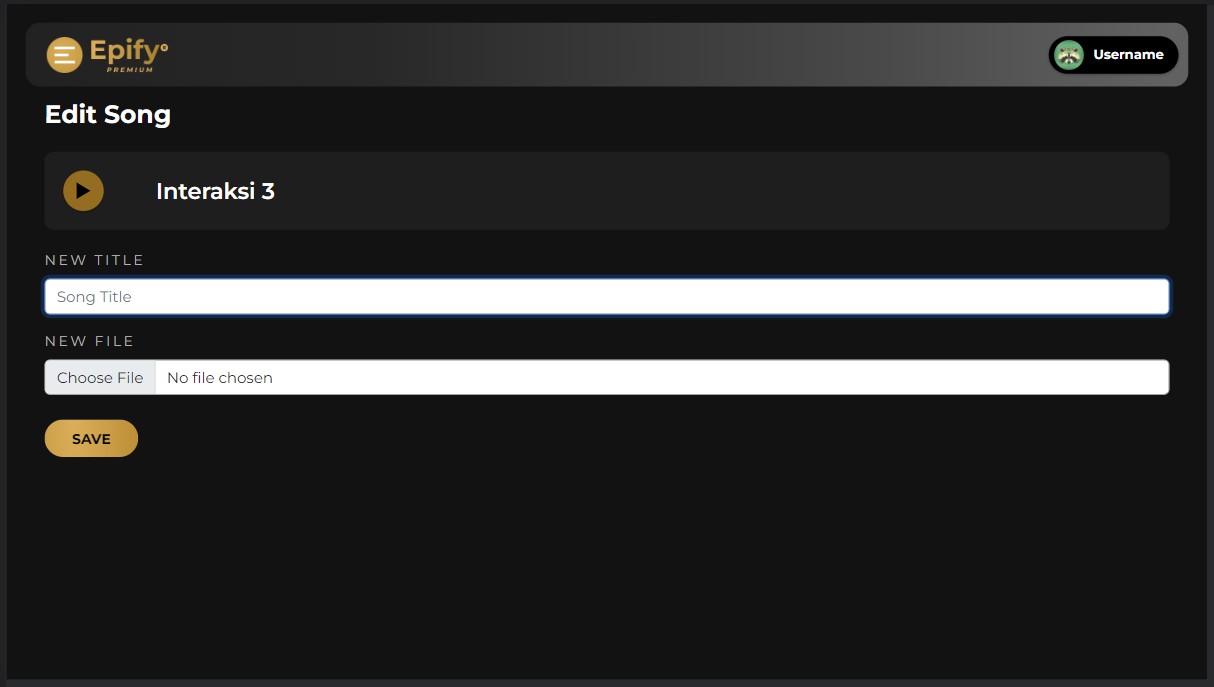 Epify®
PREMIUM
Username
Edit Song
Interaksi 3
NEW TITLE
Song Title
NEW FILE
Choose File No file chosen
SAVE